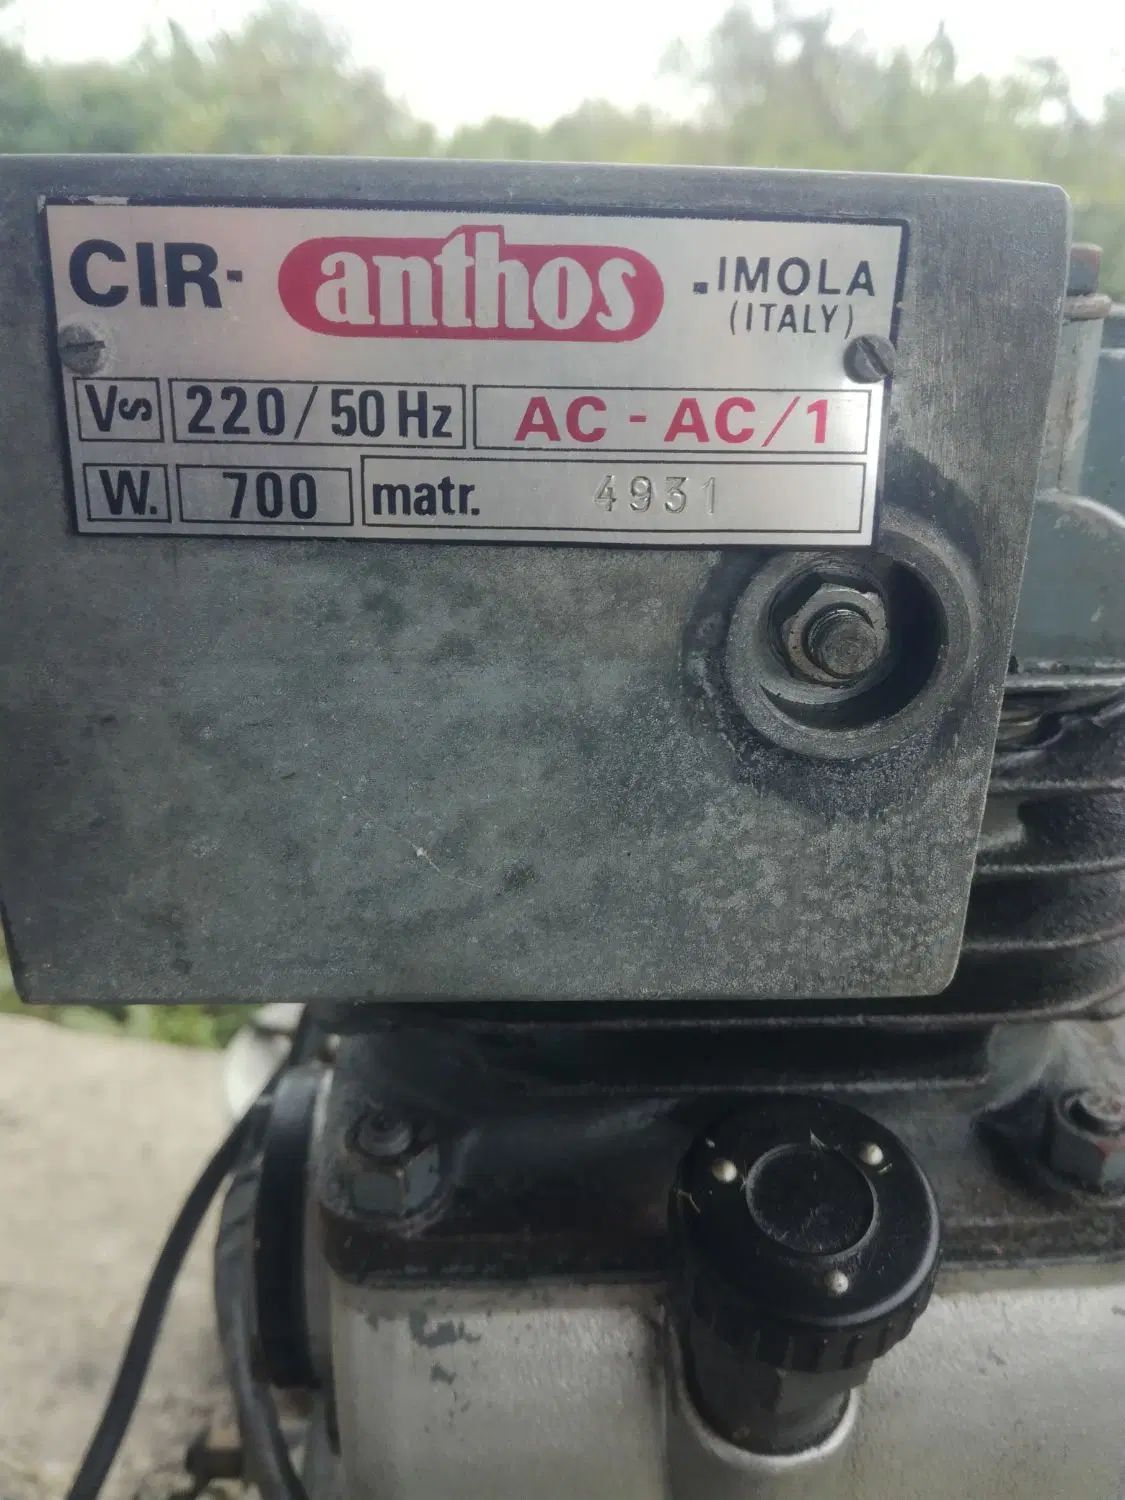 CIR- anthos .IMOLA
(ITALY)
Vs 220/50 Hz AC - AC/1
W. 700 matr. 4931